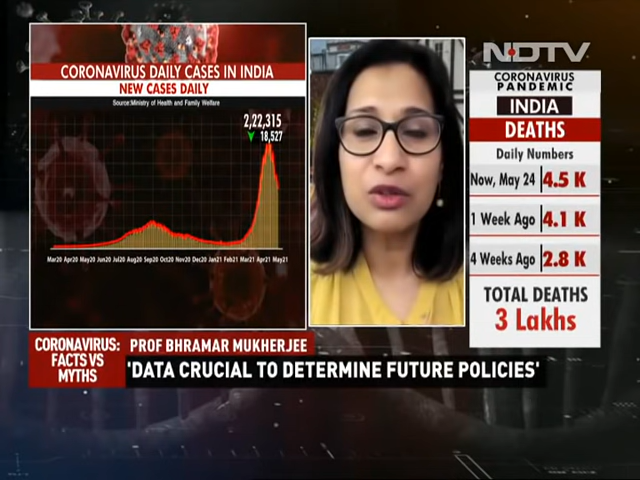 CORONAVIRUS DAILY CASES IN INDIA
NEW CASES DAILY
Source:Ministry of Health and Family Welfare
2,22,315
18,527
Mar20 Apr20 May20 Jun20 Jul20 Aug20 Sep20 Oct20 Nov20 Dec20 Jan21 Feb21 Mar21 Apr21 May21
NDTV
CORONAVIRUS
PANDEMIC
INDIA
DEATHS
Daily Numbers
Now, May 24 4.5 K
1 Week Ago 4.1 K
4 Weeks Ago 2.8 K
TOTAL DEATHS
3 Lakhs
CORONAVIRUS:
FACTS VS
MYTHS
PROF BHRAMAR MUKHERJEE
'DATA CRUCIAL TO DETERMINE FUTURE POLICIES'